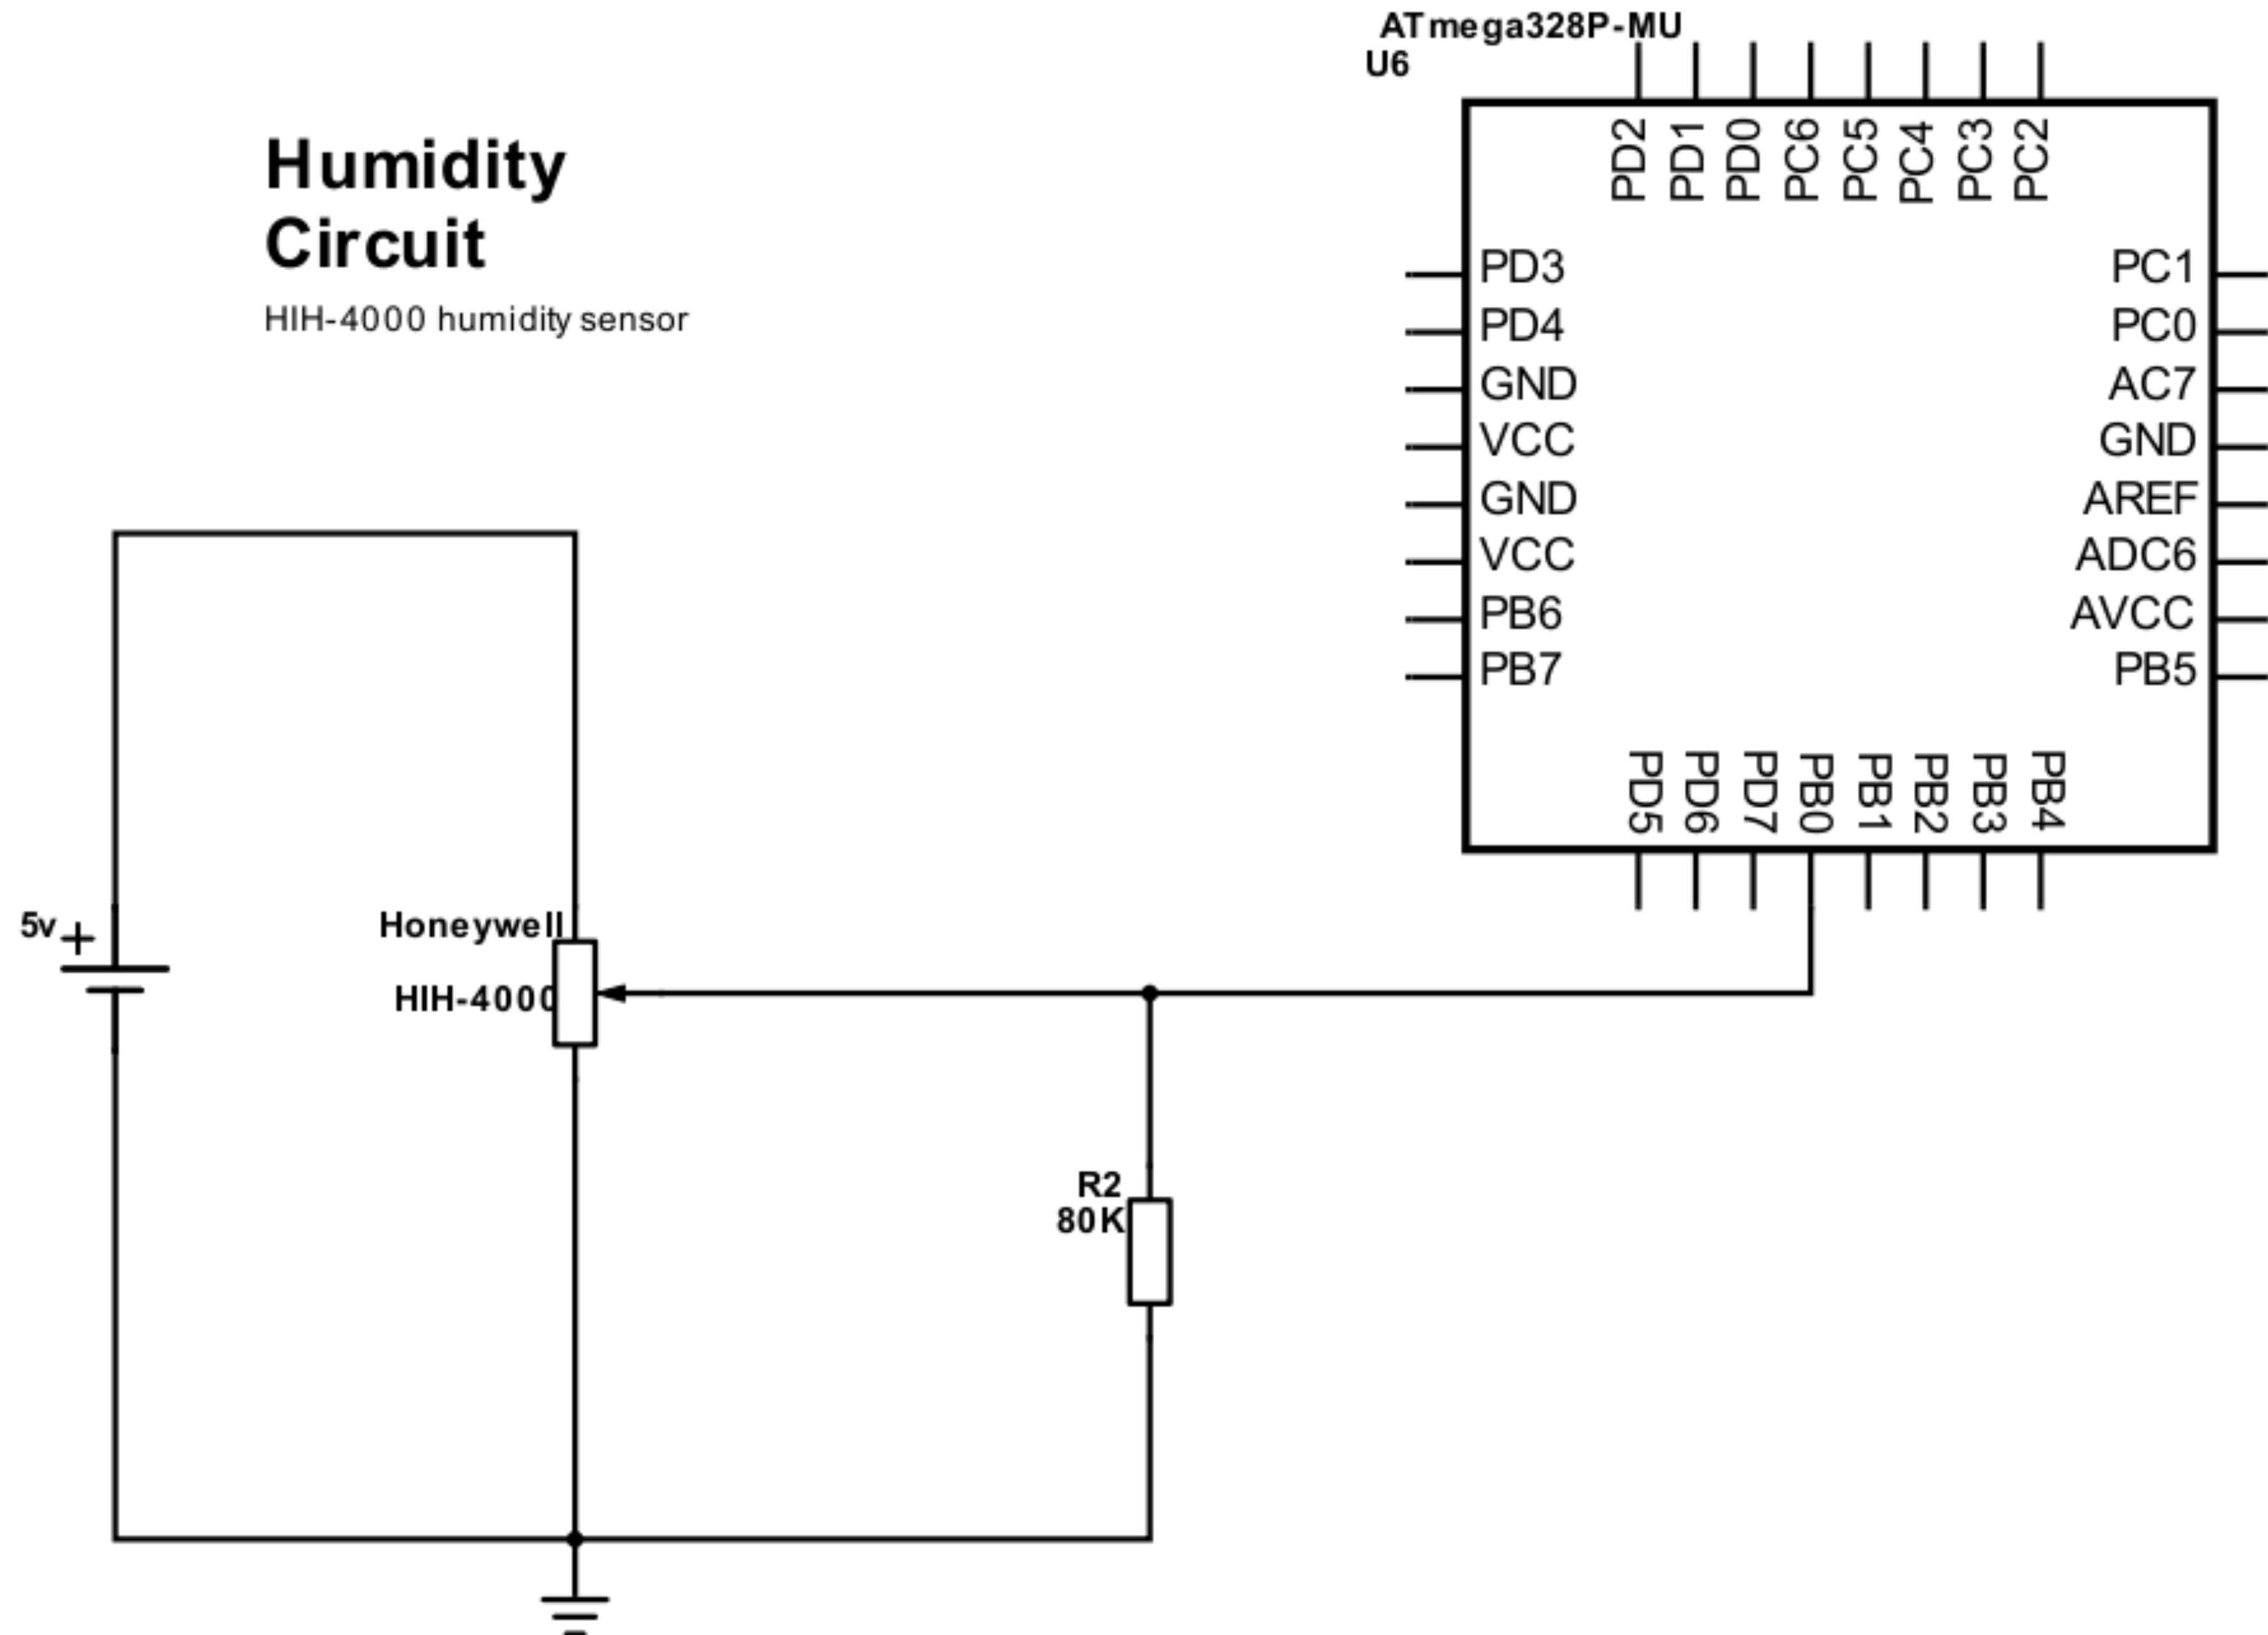 ATmega328P-MU
U6
Humidity
Circuit
HIH-4000 humidity sensor
PD2
PD1
PD0
PC6
PC5
PC4
PC3
PC2
PD3
PD4
GND
VCC
GND
VCC
PB6
PB7
PC1
PC0
AC7
GND
AREF
ADC6
AVCC
PB5
PD5
PD6
PD7
PB0
PB1
PB2
PB3
PB4
5v
+
Honeywell
HIH-4000
R2
80K